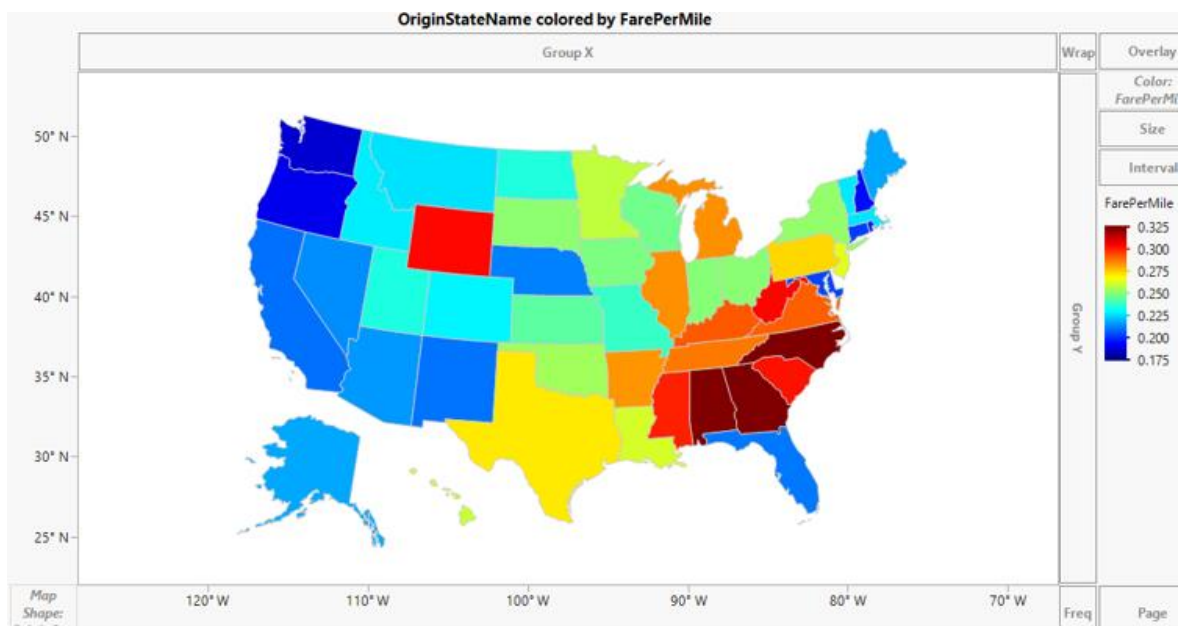 OriginStateName colored by FarePerMile
Group X
Wrap
Overlay
Color:
FarePerMi
Size
Interval
FarePerMile
0.325
0.300
0.275
0.250
0.225
0.200
0.175
Group Y
50° N
45° N
40° N
35° N
30° N
25° N
120° W
110° W
100° W
90° W
80° W
70° W
Map
Shape:
Freq
Page